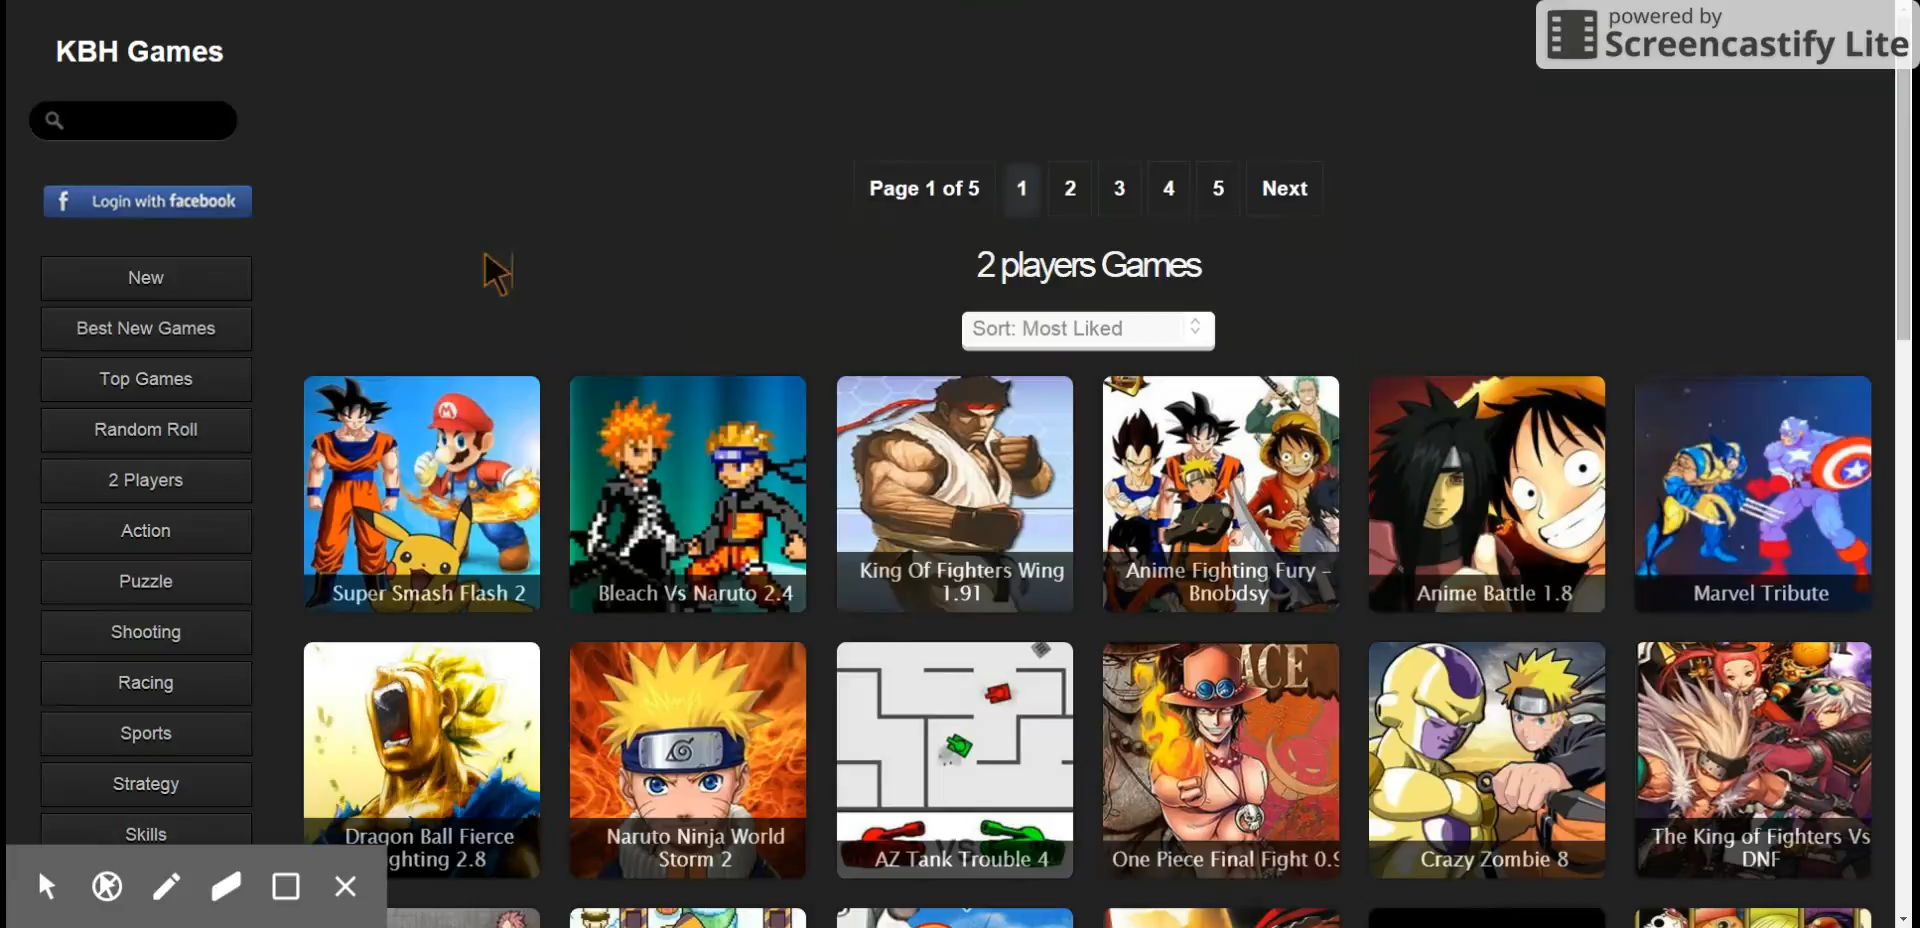 KBH Games
powered by
Screencastify Lite
Login with facebook
Page 1 of 5 1 2 3 4 5 Next
2 players Games
Sort: Most Liked
New
Best New Games
Top Games
Random Roll
2 Players
Action
Puzzle
Shooting
Racing
Sports
Strategy
Skills
Super Smash Flash 2
Bleach Vs Naruto 2.4
King Of Fighters Wing
1.91
Anime Fighting Fury –
Bnobdsy
Anime Battle 1.8
Marvel Tribute
Dragon Ball Fierce
ghting 2.8
Naruto Ninja World
Storm 2
VS
AZ Tank Trouble 4
ACE
One Piece Final Fight 0.9
Crazy Zombie 8
The King of Fighters Vs
DNF